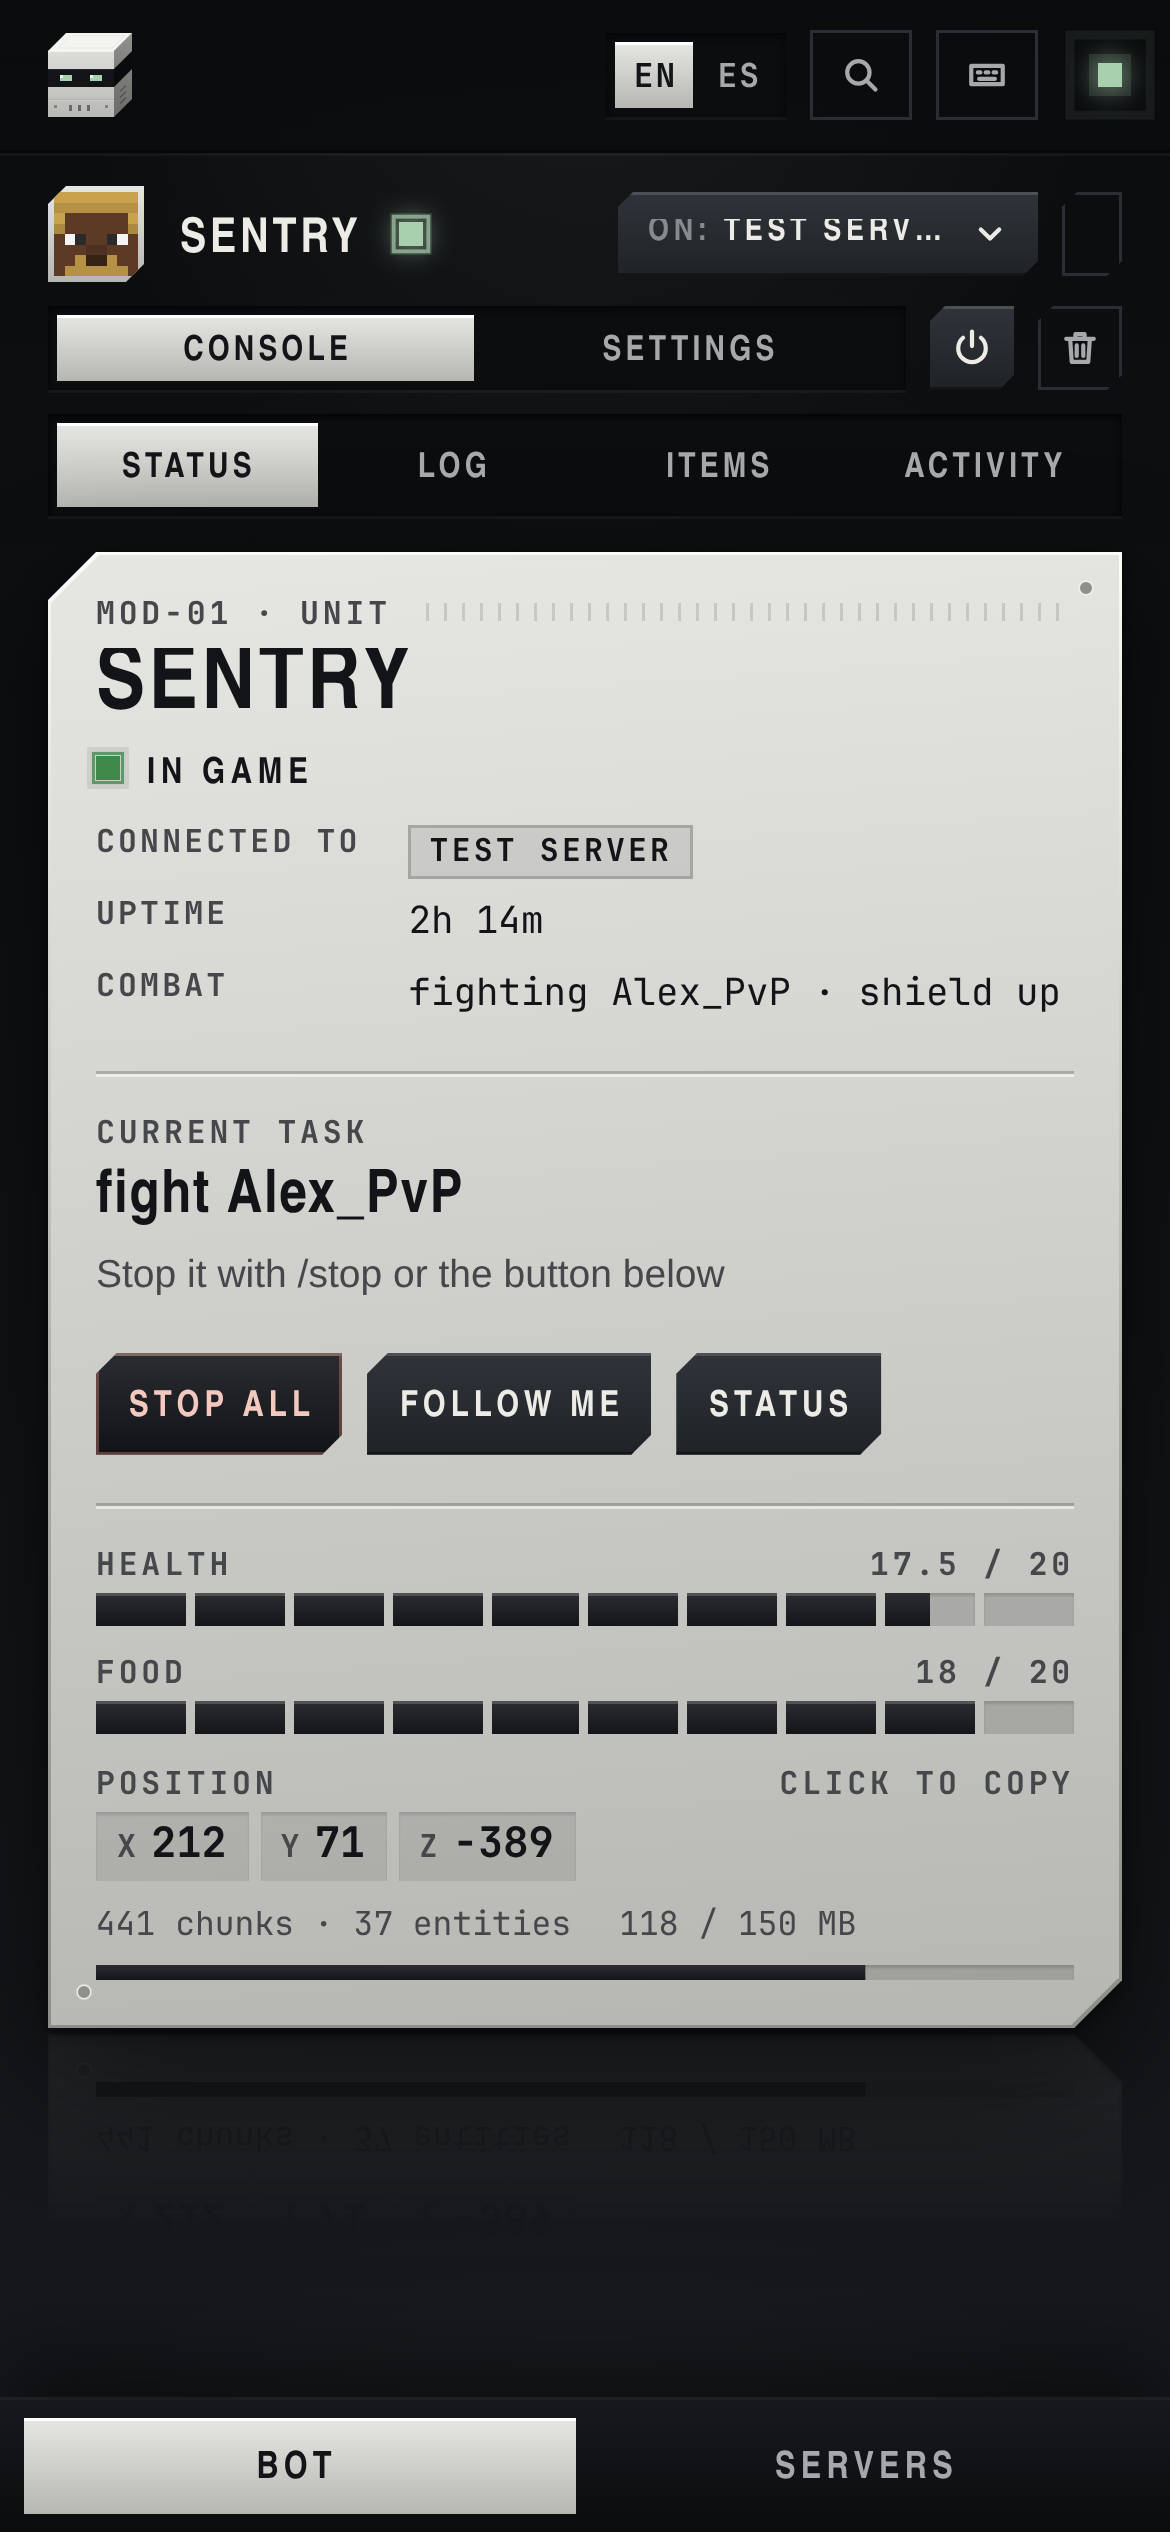 EN ES
SENTRY
ON: TEST SERV…
CONSOLE SETTINGS
STATUS LOG ITEMS ACTIVITY
MOD-01 · UNIT
SENTRY
IN GAME
CONNECTED TO TEST SERVER
UPTIME 2h 14m
COMBAT fighting Alex_PvP · shield up
CURRENT TASK
fight Alex_PvP
Stop it with /stop or the button below
STOP ALL FOLLOW ME STATUS
HEALTH 17.5 / 20
FOOD 18 / 20
POSITION CLICK TO COPY
X 212 Y 71 Z -389
441 chunks · 37 entities 118 / 150 MB
BOT SERVERS